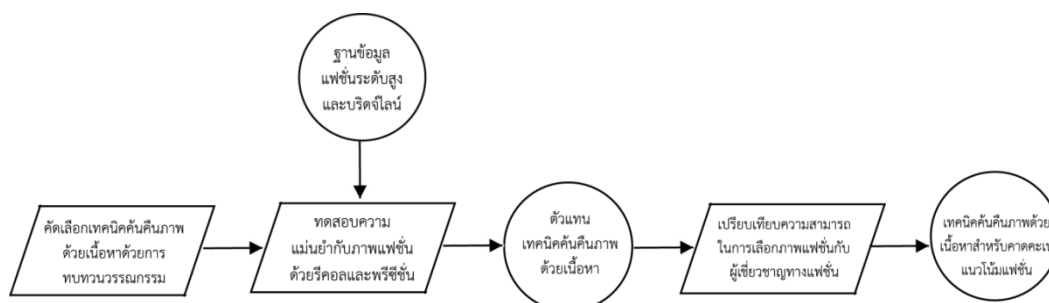 ฐานข้อมูล
แฟชั่นระดับสูง
และบริดจ์ไลน์
คัดเลือกเทคนิคค้นคืนภาพ
ด้วยเนื้อหาด้วยการ
ทบทวนวรรณกรรม
ทดสอบความ
แม่นยำกับภาพแฟชั่น
ด้วยรีคอลและพรีซีชั่น
ตัวแทน
เทคนิคค้นคืนภาพ
ด้วยเนื้อหา
เปรียบเทียบความสามารถ
ในการเลือกภาพแฟชั่นกับ
ผู้เชี่ยวชาญทางแฟชั่น
เทคนิคค้นคืนภาพด้วย
เนื้อหาสำหรับคาดคะเน
แนวโน้มแฟชั่น